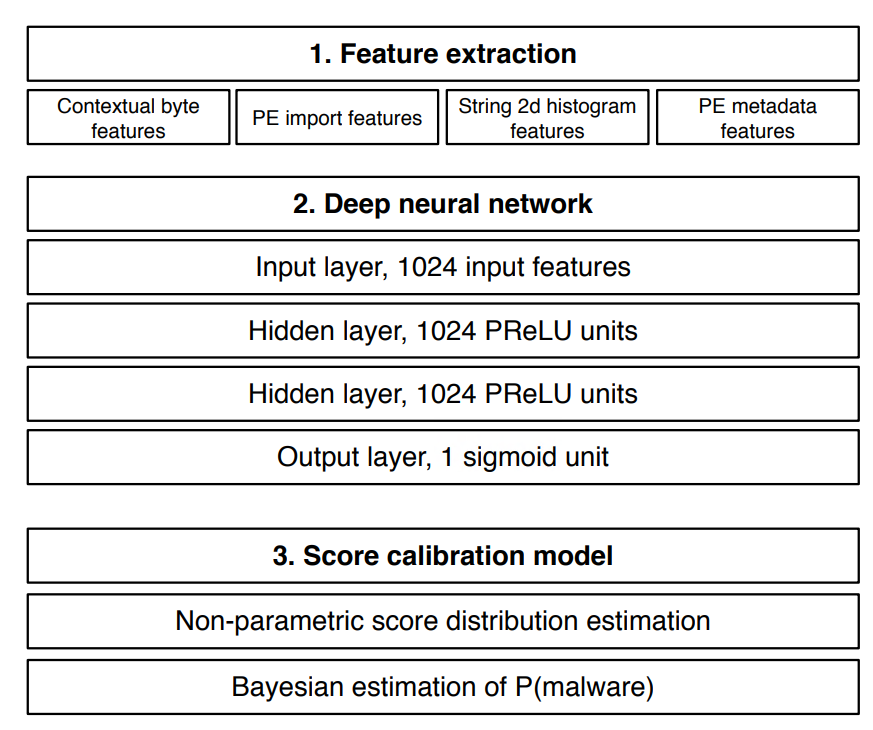 1. Feature extraction
Contextual byte
features
PE import features
String 2d histogram
features
PE metadata
features
2. Deep neural network
Input layer, 1024 input features
Hidden layer, 1024 PReLU units
Hidden layer, 1024 PReLU units
Output layer, 1 sigmoid unit
3. Score calibration model
Non-parametric score distribution estimation
Bayesian estimation of P(malware)